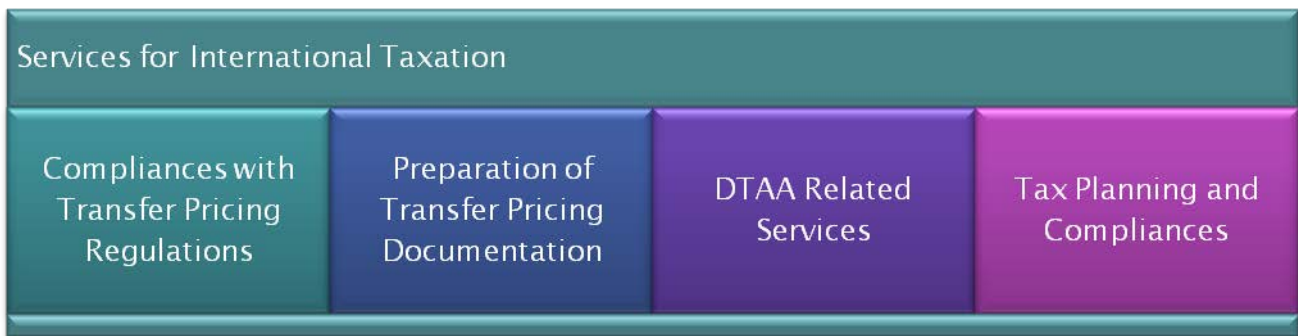 Services for International Taxation
Compliances with
Transfer Pricing
Regulations
Preparation of
Transfer Pricing
Documentation
DTAA Related
Services
Tax Planning and
Compliances